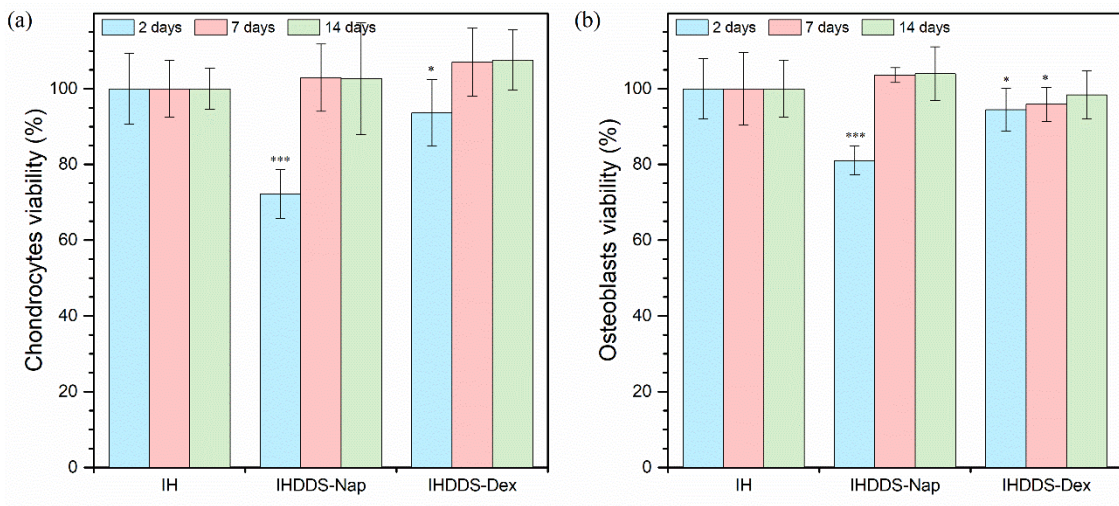 (a)
2 days 7 days 14 days
Chondrocytes viability (%)
100
80
60
40
20
0
***
*
IH IHDDS-Nap IHDDS-Dex
(b)
2 days 7 days 14 days
Osteoblasts viability (%)
100
80
60
40
20
0
***
* *
IH IHDDS-Nap IHDDS-Dex